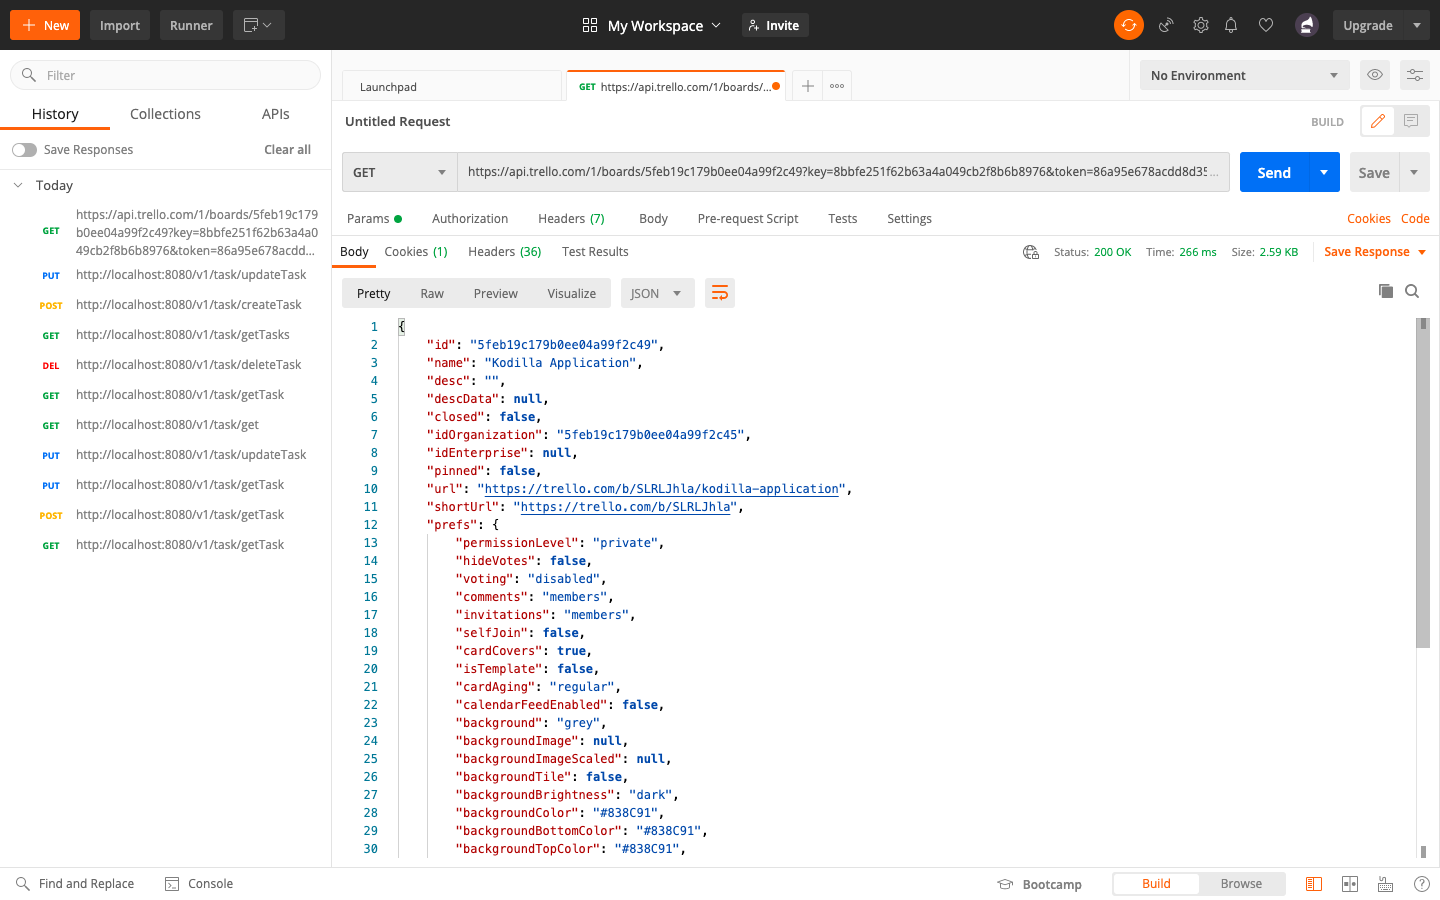 New
Import
Runner
My Workspace
Invite
Upgrade
Filter
History
Collections
APIs
Save Responses
Clear all
Today
GET
https://api.trello.com/1/boards/5feb19c179
b0ee04a99f2c49?key=8bbfe251f62b63a4a0
49cb2f8b6b8976&token=86a95e678acdd...
PUT http://localhost:8080/v1/task/updateTask
POST http://localhost:8080/v1/task/createTask
GET http://localhost:8080/v1/task/getTasks
DEL http://localhost:8080/v1/task/deleteTask
GET http://localhost:8080/v1/task/getTask
GET http://localhost:8080/v1/task/get
PUT http://localhost:8080/v1/task/updateTask
PUT http://localhost:8080/v1/task/getTask
POST http://localhost:8080/v1/task/getTask
GET http://localhost:8080/v1/task/getTask
Launchpad
GET https://api.trello.com/1/boards/...
No Environment
Untitled Request
BUILD
GET
https://api.trello.com/1/boards/5feb19c179b0ee04a99f2c49?key=8bbfe251f62b63a4a049cb2f8b6b8976&token=86a95e678acdd8d35...
Send
Save
Params
Authorization
Headers (7)
Body
Pre-request Script
Tests
Settings
Cookies
Code
Body
Cookies (1)
Headers (36)
Test Results
Status: 200 OK
Time: 266 ms
Size: 2.59 KB
Save Response
Pretty
Raw
Preview
Visualize
JSON
1 {
2 "id": "5feb19c179b0ee04a99f2c49",
3 "name": "Kodilla Application",
4 "desc": "",
5 "descData": null,
6 "closed": false,
7 "idOrganization": "5feb19c179b0ee04a99f2c45",
8 "idEnterprise": null,
9 "pinned": false,
10 "url": "https://trello.com/b/SLRLJhla/kodilla-application",
11 "shortUrl": "https://trello.com/b/SLRLJhla",
12 "prefs": {
13 "permissionLevel": "private",
14 "hideVotes": false,
15 "voting": "disabled",
16 "comments": "members",
17 "invitations": "members",
18 "selfJoin": false,
19 "cardCovers": true,
20 "isTemplate": false,
21 "cardAging": "regular",
22 "calendarFeedEnabled": false,
23 "background": "grey",
24 "backgroundImage": null,
25 "backgroundImageScaled": null,
26 "backgroundTile": false,
27 "backgroundBrightness": "dark",
28 "backgroundColor": "#838C91",
29 "backgroundBottomColor": "#838C91",
30 "backgroundTopColor": "#838C91",
Find and Replace
Console
Bootcamp
Build
Browse